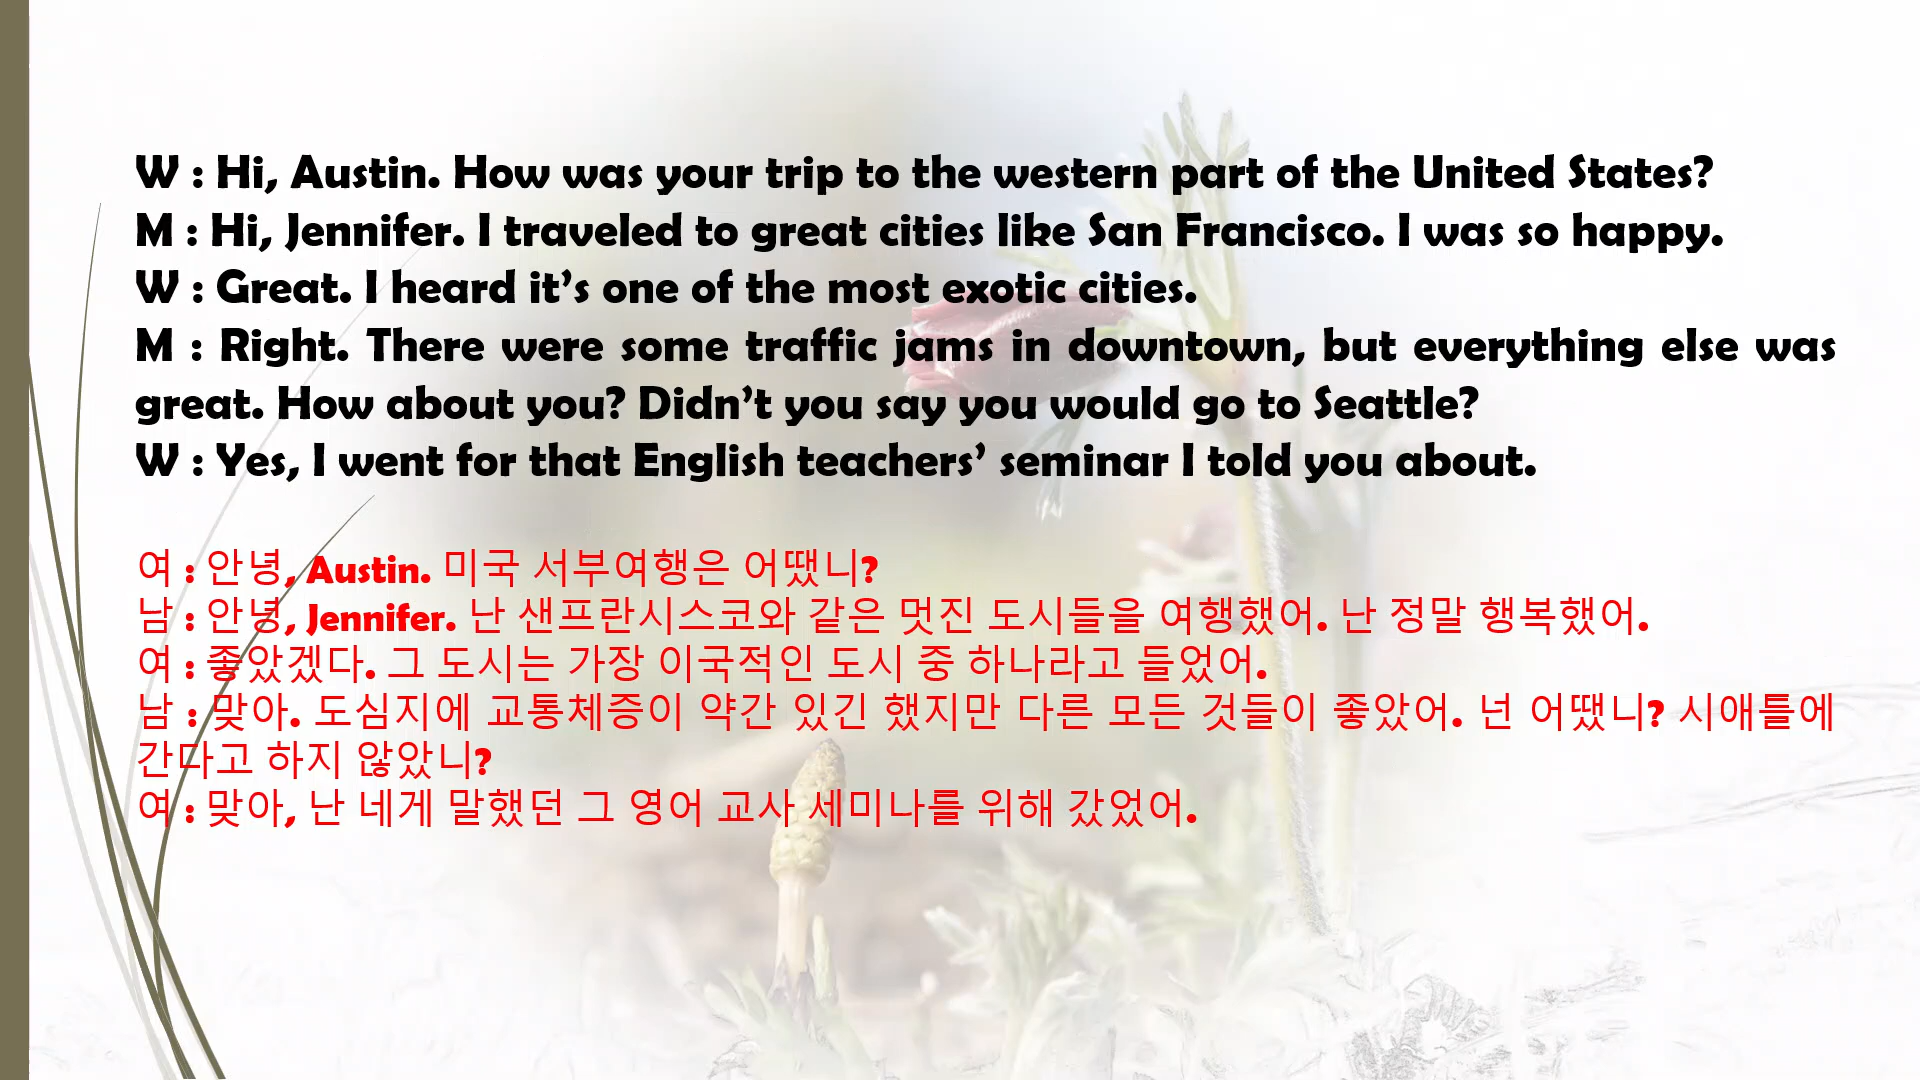 W : Hi, Austin. How was your trip to the western part of the United States?
M : Hi, Jennifer. I traveled to great cities like San Francisco. I was so happy.
W : Great. I heard it’s one of the most exotic cities.
M : Right. There were some traffic jams in downtown, but everything else was
great. How about you? Didn’t you say you would go to Seattle?
W : Yes, I went for that English teachers’ seminar I told you about.
여 : 안녕, Austin. 미국 서부여행은 어땠니?
남 : 안녕, Jennifer. 난 샌프란시스코와 같은 멋진 도시들을 여행했어. 난 정말 행복했어.
여 : 좋았겠다. 그 도시는 가장 이국적인 도시 중 하나라고 들었어.
남 : 맞아. 도심지에 교통체증이 약간 있긴 했지만 다른 모든 것들이 좋았어. 넌 어땠니? 시애틀에
간다고 하지 않았니?
여 : 맞아, 난 네게 말했던 그 영어 교사 세미나를 위해 갔었어.